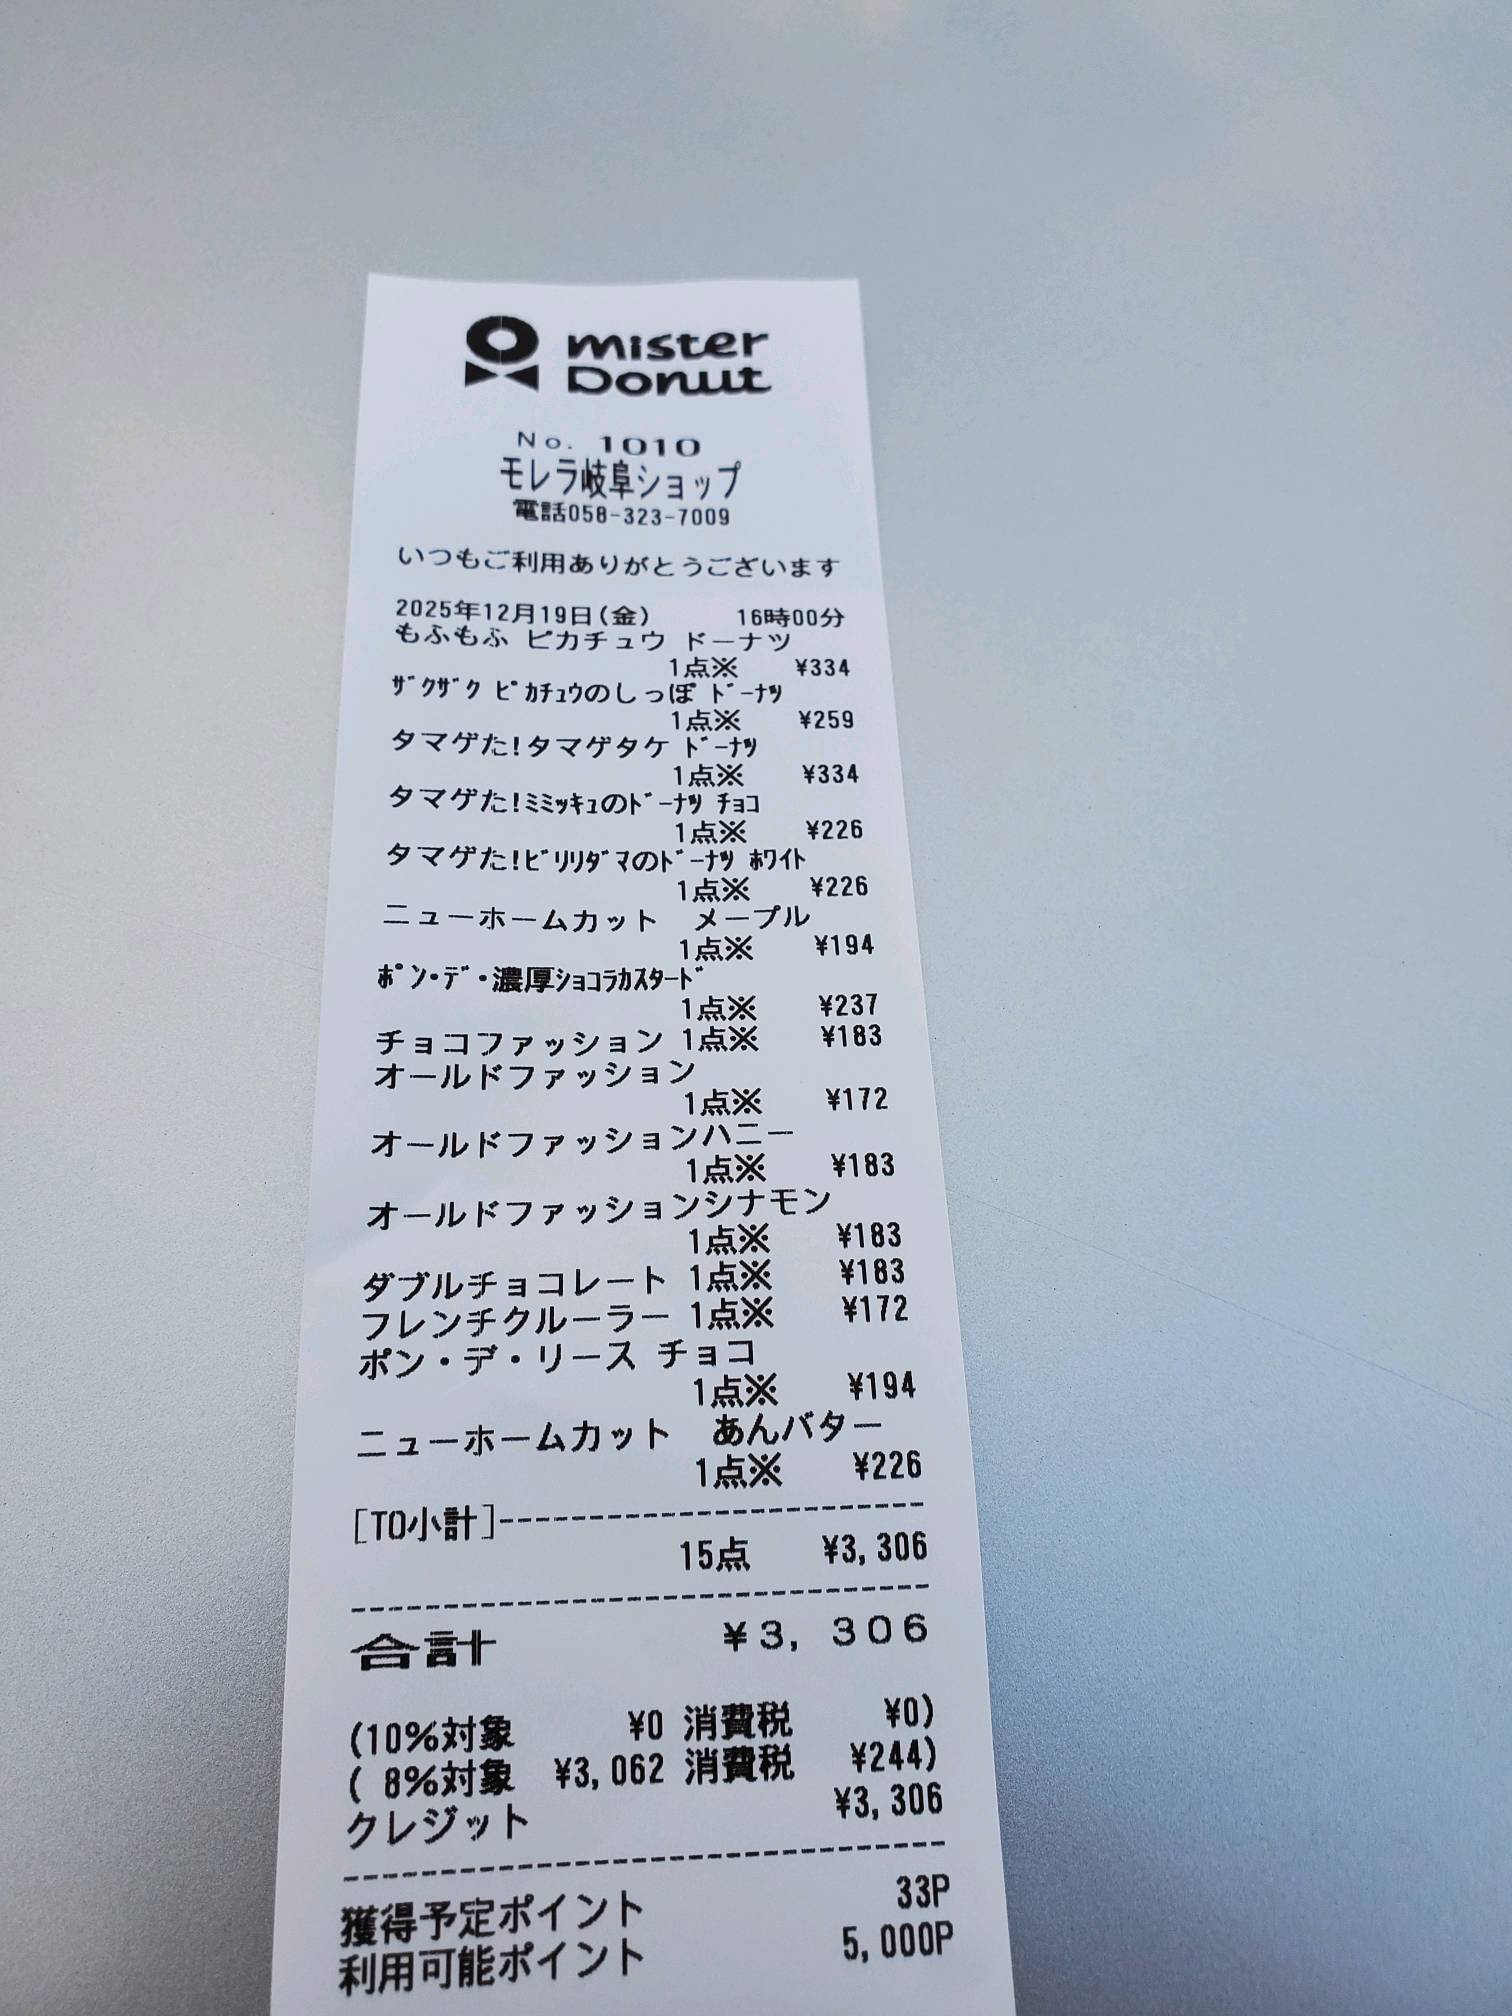 mister
Donut
No. 1010
モレラ岐阜ショップ
電話058-323-7009
いつもご利用ありがとうございます
2025年12月19日(金) 16時00分
もふもふ ピカチュウ ドーナツ
1点※ ¥334
ｻﾞｸｻﾞｸ ﾋﾟｶﾁｭｳのしっぽ ﾄﾞｰﾅﾂ
1点※ ¥259
タマゲた!タマゲタケ ﾄﾞｰﾅﾂ
1点※ ¥334
タマゲた!ﾐﾐｯｷｭのﾄﾞｰﾅﾂ ﾁｮｺ
1点※ ¥226
タマゲた!ﾋﾞﾘﾘﾀﾞﾏのﾄﾞｰﾅﾂ ﾎﾜｲﾄ
1点※ ¥226
ニューホームカット　メープル
1点※ ¥194
ﾎﾟﾝ･ﾃﾞ･濃厚ｼｮｺﾗｶｽﾀｰﾄﾞ
1点※ ¥237
チョコファッション 1点※ ¥183
オールドファッション
1点※ ¥172
オールドファッションハニー
1点※ ¥183
オールドファッションシナモン
1点※ ¥183
ダブルチョコレート 1点※ ¥183
フレンチクルーラー 1点※ ¥172
ポン・デ・リース チョコ
1点※ ¥194
ニューホームカット　あんバター
1点※ ¥226
[TO小計]-----------------------
15点 ¥3,306
--------------------------------
合計 ¥3,306
(10%対象 ¥0 消費税 ¥0)
( 8%対象 ¥3,062 消費税 ¥244)
クレジット ¥3,306
--------------------------------
獲得予定ポイント 33P
利用可能ポイント 5,000P